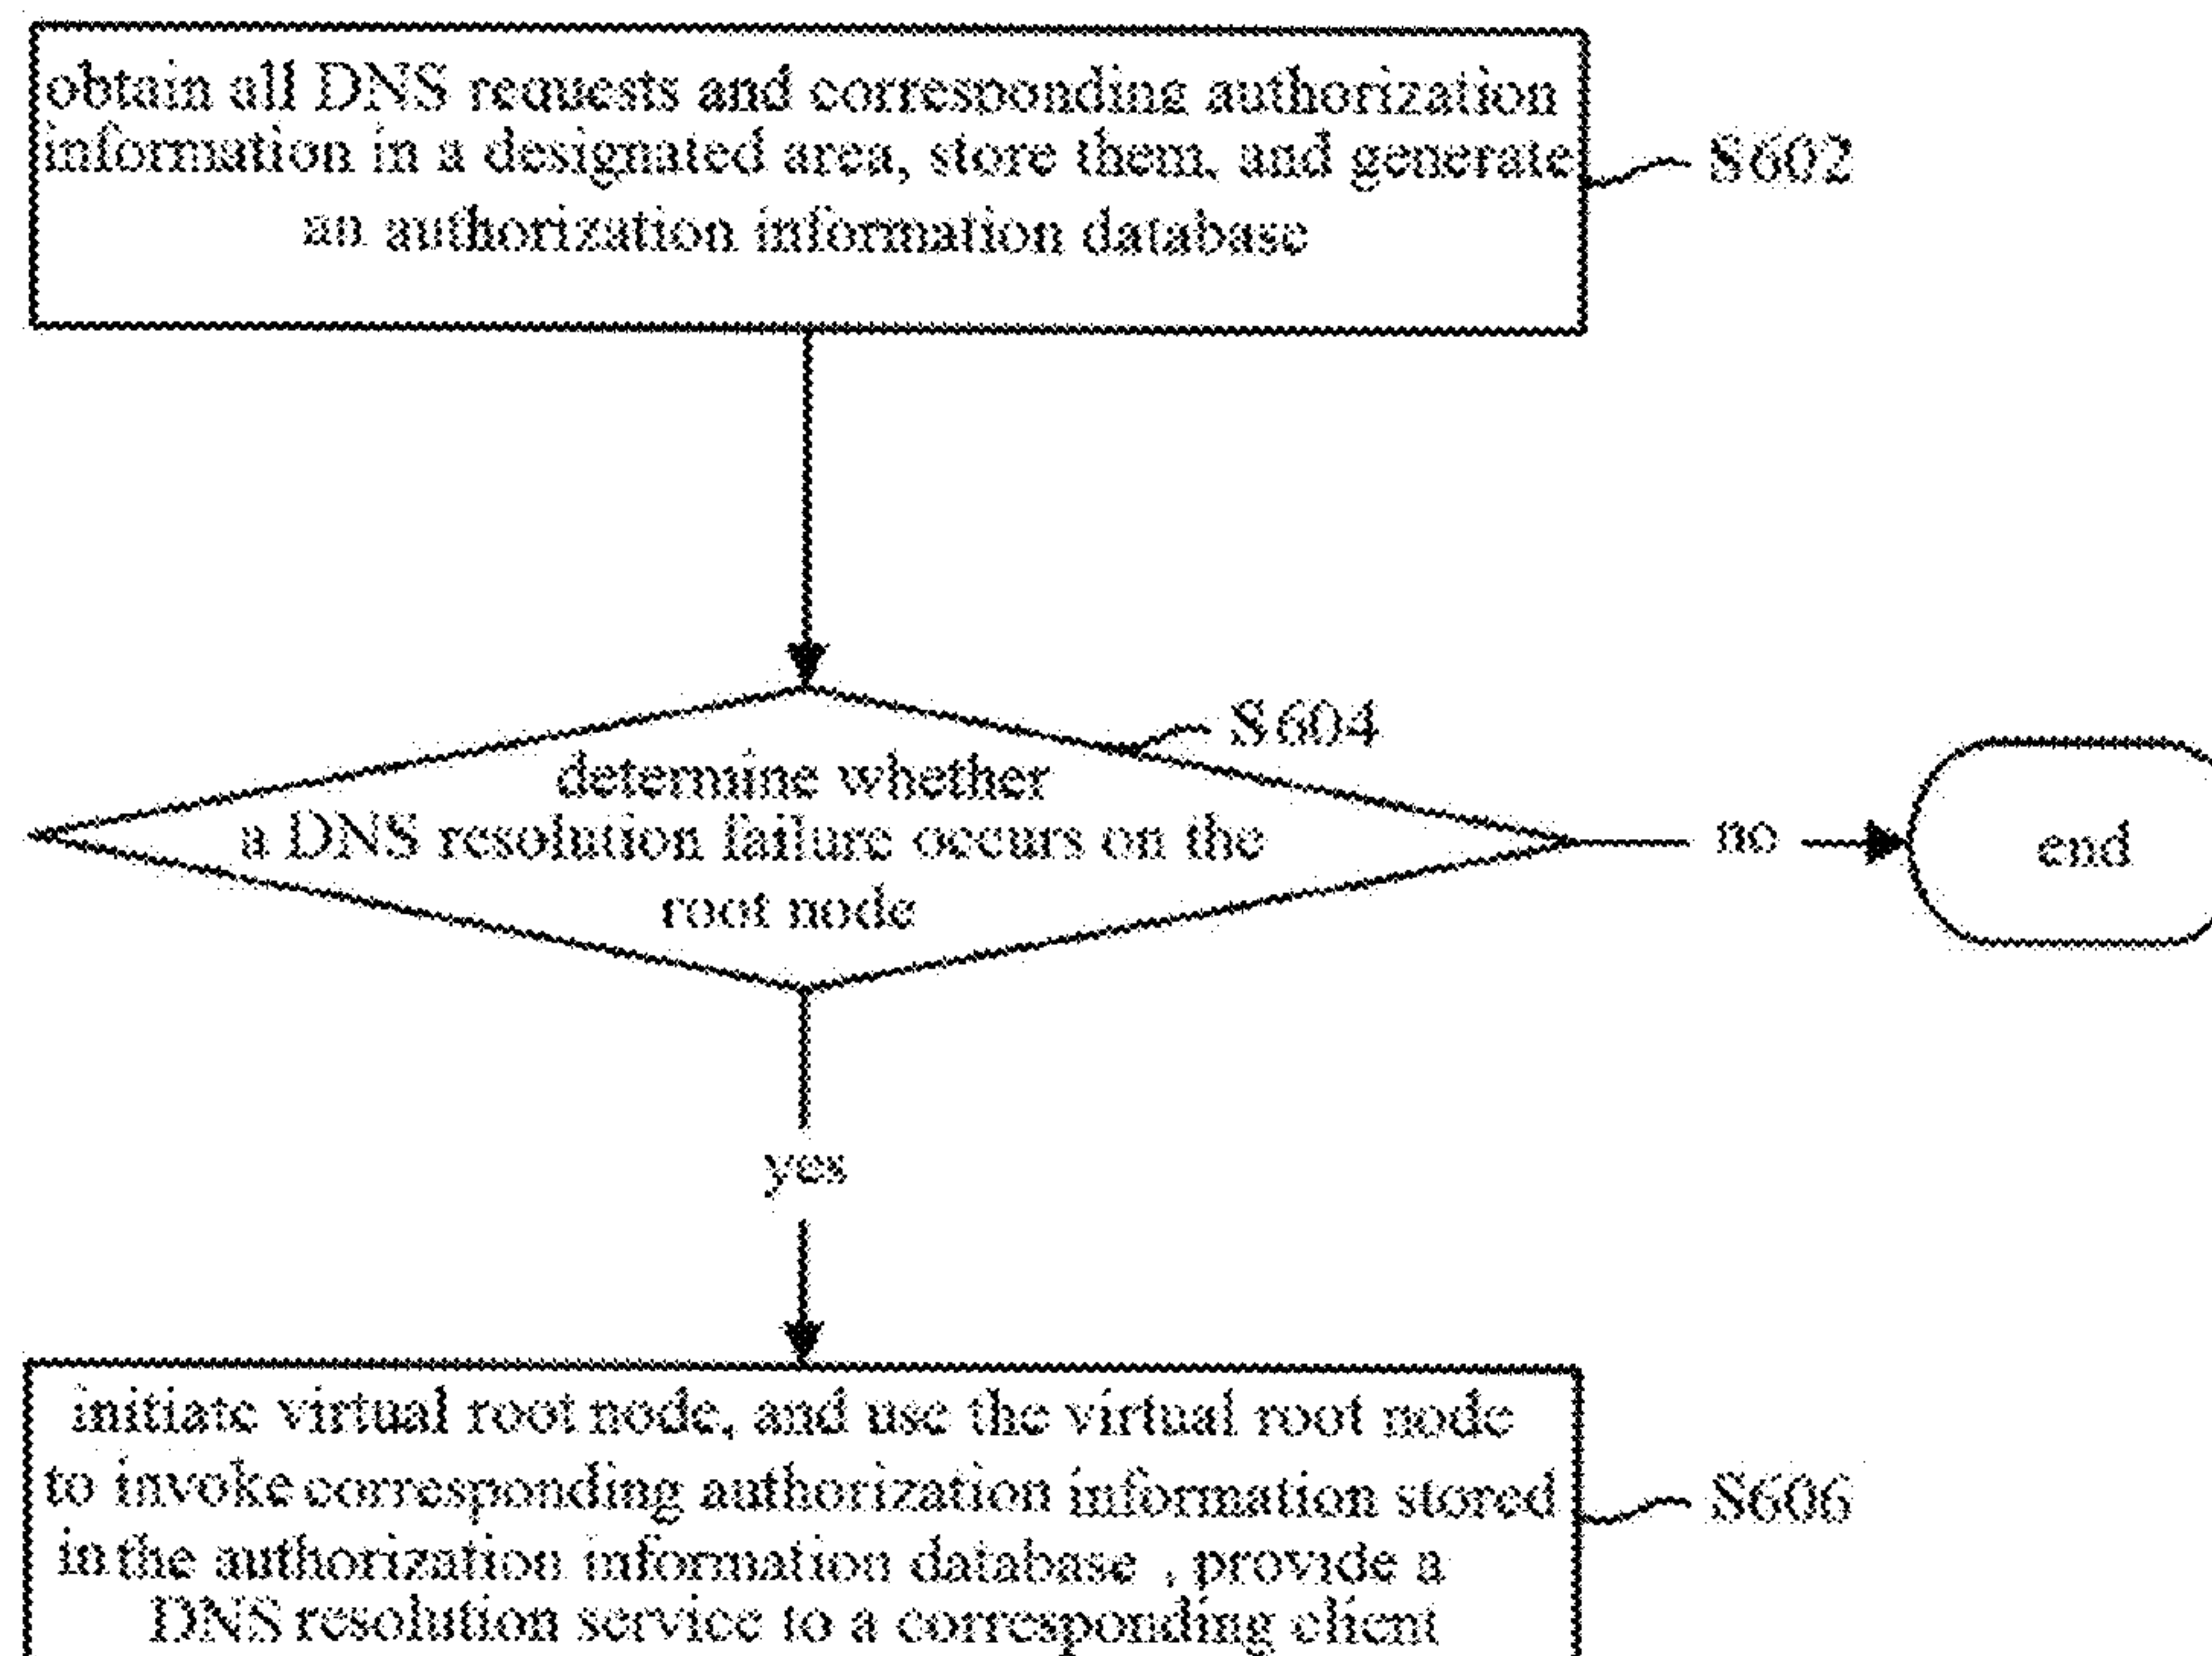 obtain all DNS requests and corresponding authorization
information in a designated area, store them, and generate
an authorization information database
S602
S604
determine whether
a DNS resolution failure occurs on the
root node
no
end
yes
initiate virtual root node, and use the virtual root node
to invoke corresponding authorization information stored
in the authorization information database , provide a
DNS resolution service to a corresponding client
S606